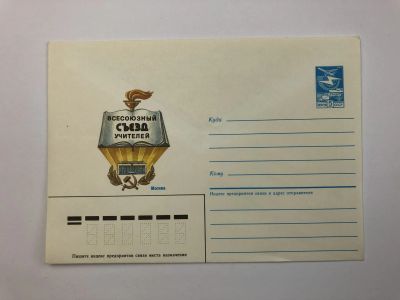 ВСЕСОЮЗНЫЙ
СЪЕЗД
УЧИТЕЛЕЙ
Москва
Куда
Кому
Индекс предприятия связи и адрес отправителя
Пишите индекс предприятия связи места назначения